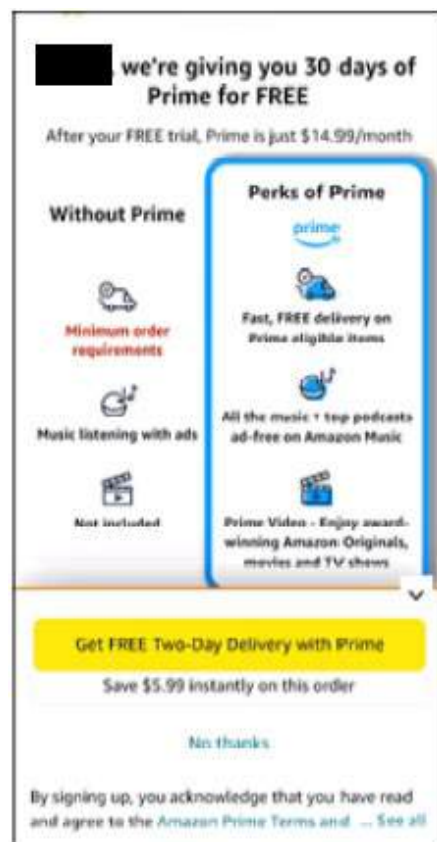 , we're giving you 30 days of
Prime for FREE
After your FREE trial, Prime is just $14.99/month
Without Prime
Minimum order
requirements
Music listening with ads
Not included
Perks of Prime
prime
Fast, FREE delivery on
Prime eligible items
All the music + top podcasts
ad-free on Amazon Music
Prime Video - Enjoy award-
winning Amazon Originals,
movies and TV shows
Get FREE Two-Day Delivery with Prime
Save $5.99 instantly on this order
No thanks
By signing up, you acknowledge that you have read
and agree to the Amazon Prime Terms and ... See all